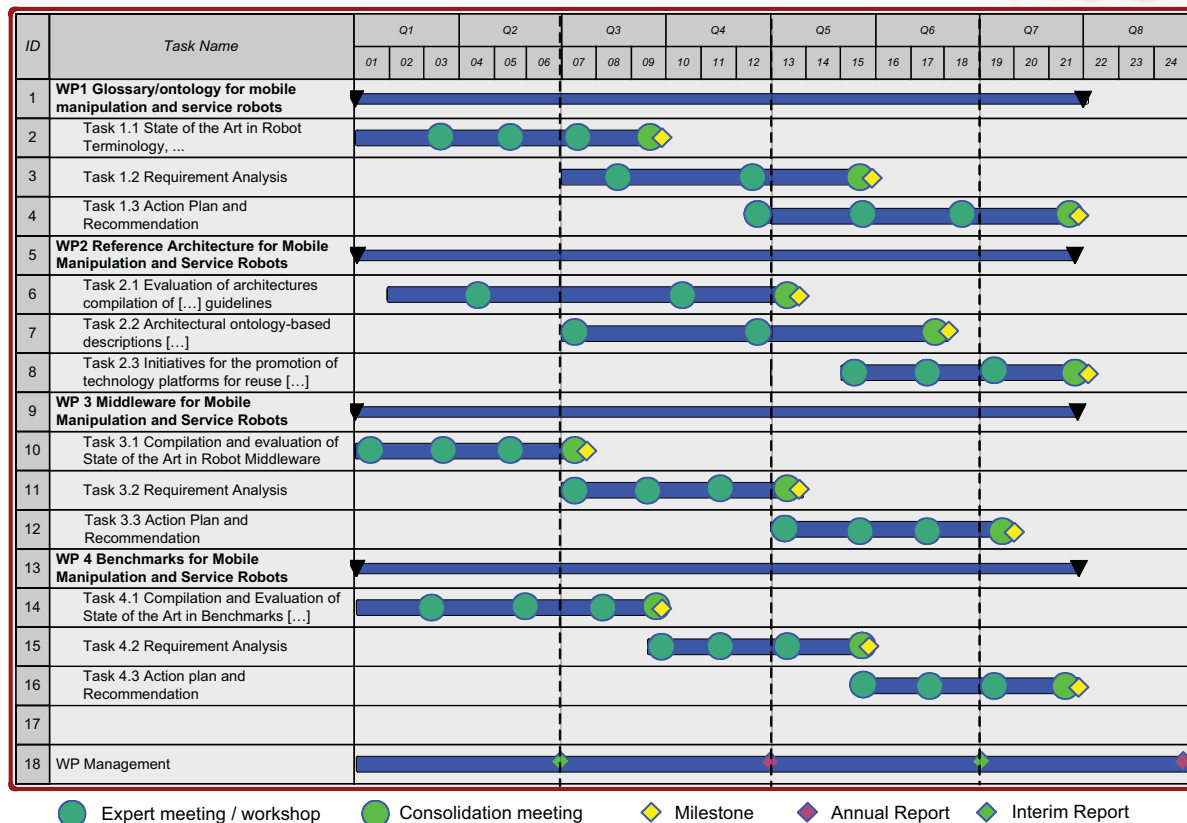 ID
Task Name
Q1 Q2 Q3 Q4 Q5 Q6 Q7 Q8
01 02 03 04 05 06 07 08 09 10 11 12 13 14 15 16 17 18 19 20 21 22 23 24
1
WP1 Glossary/ontology for mobile
manipulation and service robots
2
Task 1.1 State of the Art in Robot
Terminology, ...
3
Task 1.2 Requirement Analysis
4
Task 1.3 Action Plan and
Recommendation
5
WP2 Reference Architecture for Mobile
Manipulation and Service Robots
6
Task 2.1 Evaluation of architectures
compilation of […] guidelines
7
Task 2.2 Architectural ontology-based
descriptions […]
8
Task 2.3 Initiatives for the promotion of
technology platforms for reuse […]
9
WP 3 Middleware for Mobile
Manipulation and Service Robots
10
Task 3.1 Compilation and evaluation of
State of the Art in Robot Middleware
11
Task 3.2 Requirement Analysis
12
Task 3.3 Action Plan and
Recommendation
13
WP 4 Benchmarks for Mobile
Manipulation and Service Robots
14
Task 4.1 Compilation and Evaluation of
State of the Art in Benchmarks […]
15
Task 4.2 Requirement Analysis
16
Task 4.3 Action plan and
Recommendation
17
18
WP Management
Expert meeting / workshop
Consolidation meeting
Milestone
Annual Report
Interim Report